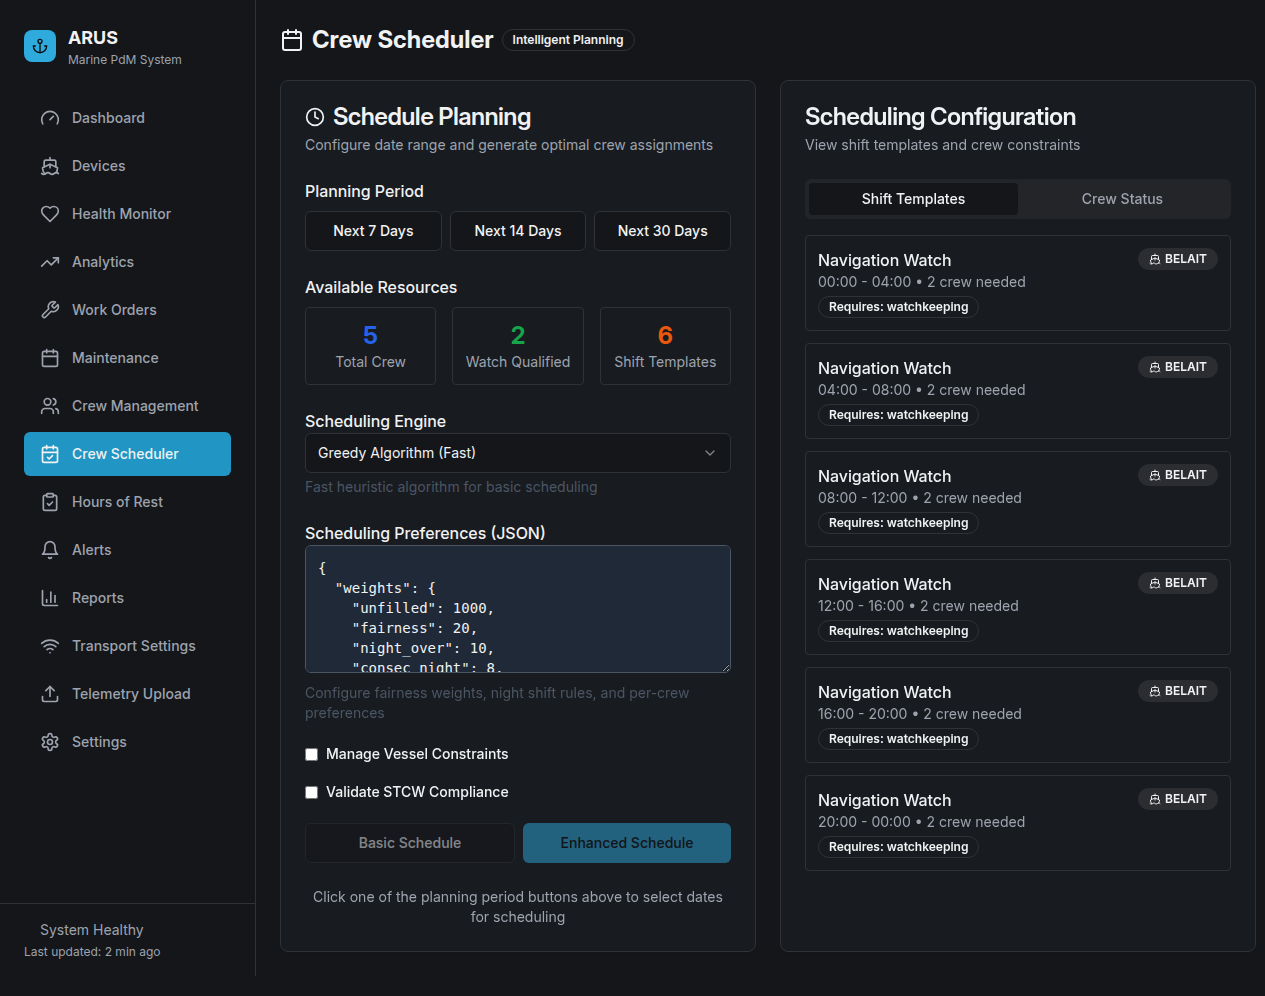 ARUS
Marine PdM System
Dashboard
Devices
Health Monitor
Analytics
Work Orders
Maintenance
Crew Management
Crew Scheduler
Hours of Rest
Alerts
Reports
Transport Settings
Telemetry Upload
Settings
System Healthy
Last updated: 2 min ago
Crew Scheduler
Intelligent Planning
Schedule Planning
Configure date range and generate optimal crew assignments
Planning Period
Next 7 Days
Next 14 Days
Next 30 Days
Available Resources
5
Total Crew
2
Watch Qualified
6
Shift Templates
Scheduling Engine
Greedy Algorithm (Fast)
Fast heuristic algorithm for basic scheduling
Scheduling Preferences (JSON)
{
  "weights": {
    "unfilled": 1000,
    "fairness": 20,
    "night_over": 10,
    "consec_night": 8,
Configure fairness weights, night shift rules, and per-crew
preferences
Manage Vessel Constraints
Validate STCW Compliance
Basic Schedule
Enhanced Schedule
Click one of the planning period buttons above to select dates
for scheduling
Scheduling Configuration
View shift templates and crew constraints
Shift Templates
Crew Status
Navigation Watch
BELAIT
00:00 - 04:00 • 2 crew needed
Requires: watchkeeping
Navigation Watch
BELAIT
04:00 - 08:00 • 2 crew needed
Requires: watchkeeping
Navigation Watch
BELAIT
08:00 - 12:00 • 2 crew needed
Requires: watchkeeping
Navigation Watch
BELAIT
12:00 - 16:00 • 2 crew needed
Requires: watchkeeping
Navigation Watch
BELAIT
16:00 - 20:00 • 2 crew needed
Requires: watchkeeping
Navigation Watch
BELAIT
20:00 - 00:00 • 2 crew needed
Requires: watchkeeping